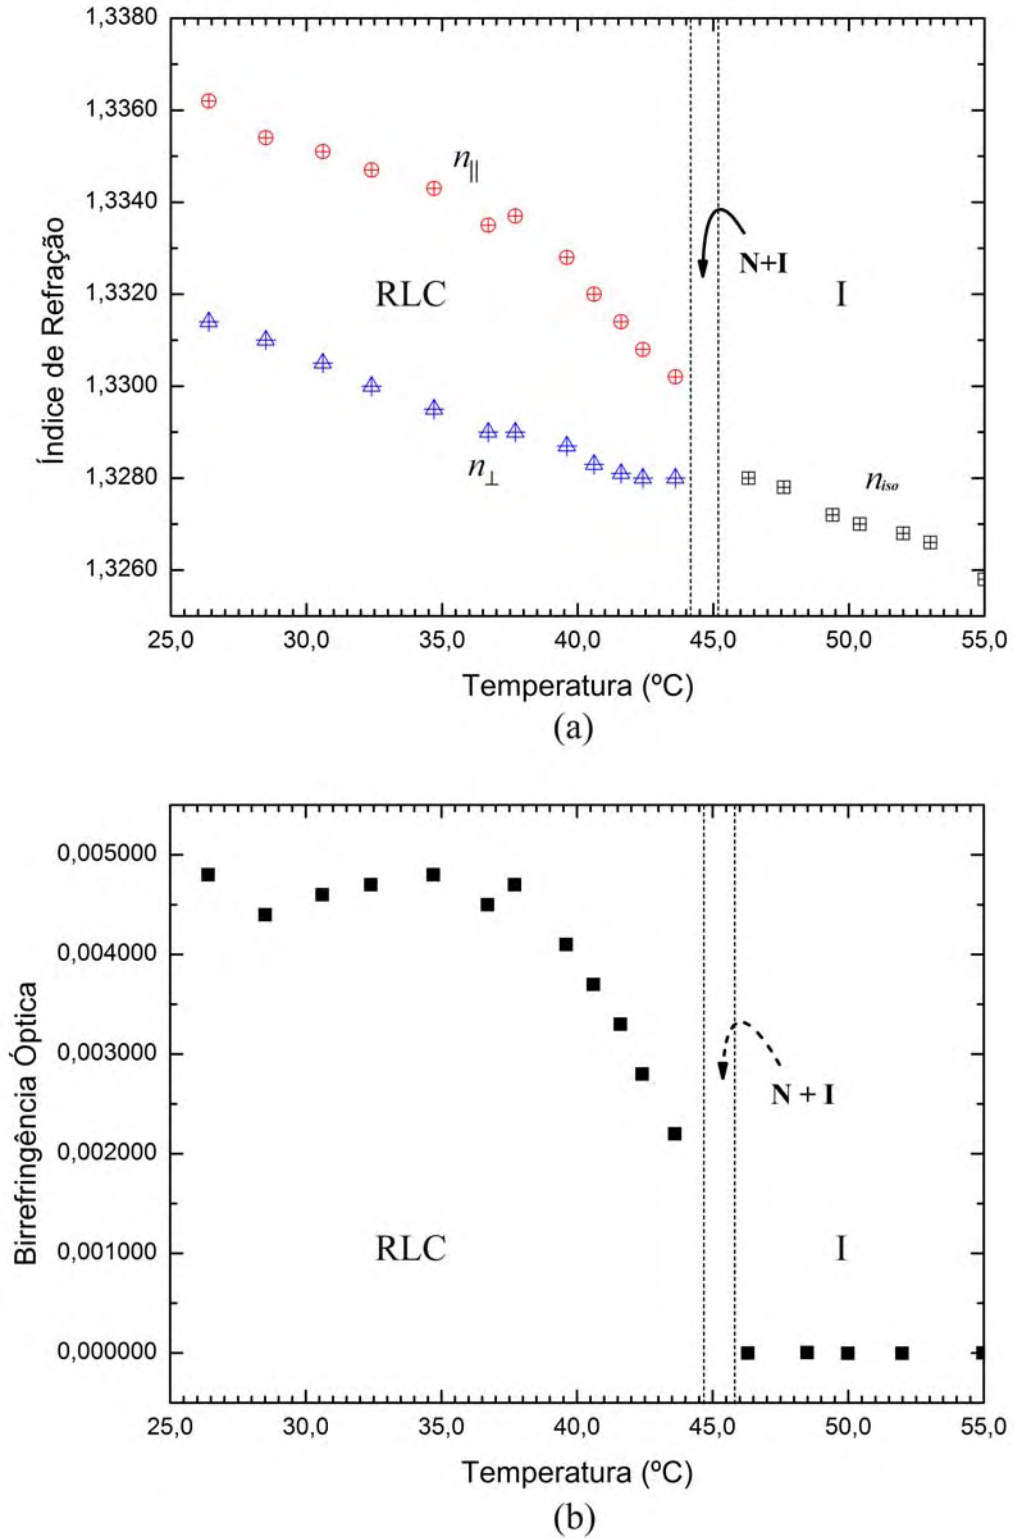 1,3380
1,3360
1,3340
1,3320
1,3300
1,3280
1,3260
Índice de Refração
n||
RLC
N+I
I
n⊥
niso
25,0 30,0 35,0 40,0 45,0 50,0 55,0
Temperatura (ºC)
(a)
0,005000
0,004000
0,003000
0,002000
0,001000
0,000000
Birrefringência Óptica
N + I
RLC
I
25,0 30,0 35,0 40,0 45,0 50,0 55,0
Temperatura (ºC)
(b)